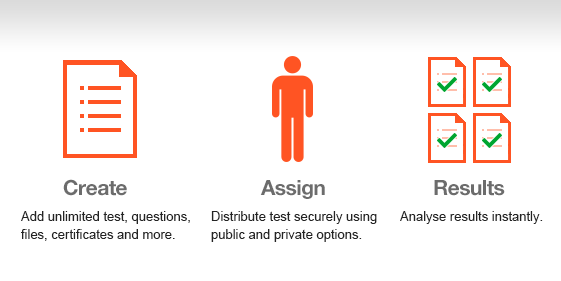 Create
Add unlimited test, questions,
files, certificates and more.
Assign
Distribute test securely using
public and private options.
Results
Analyse results instantly.